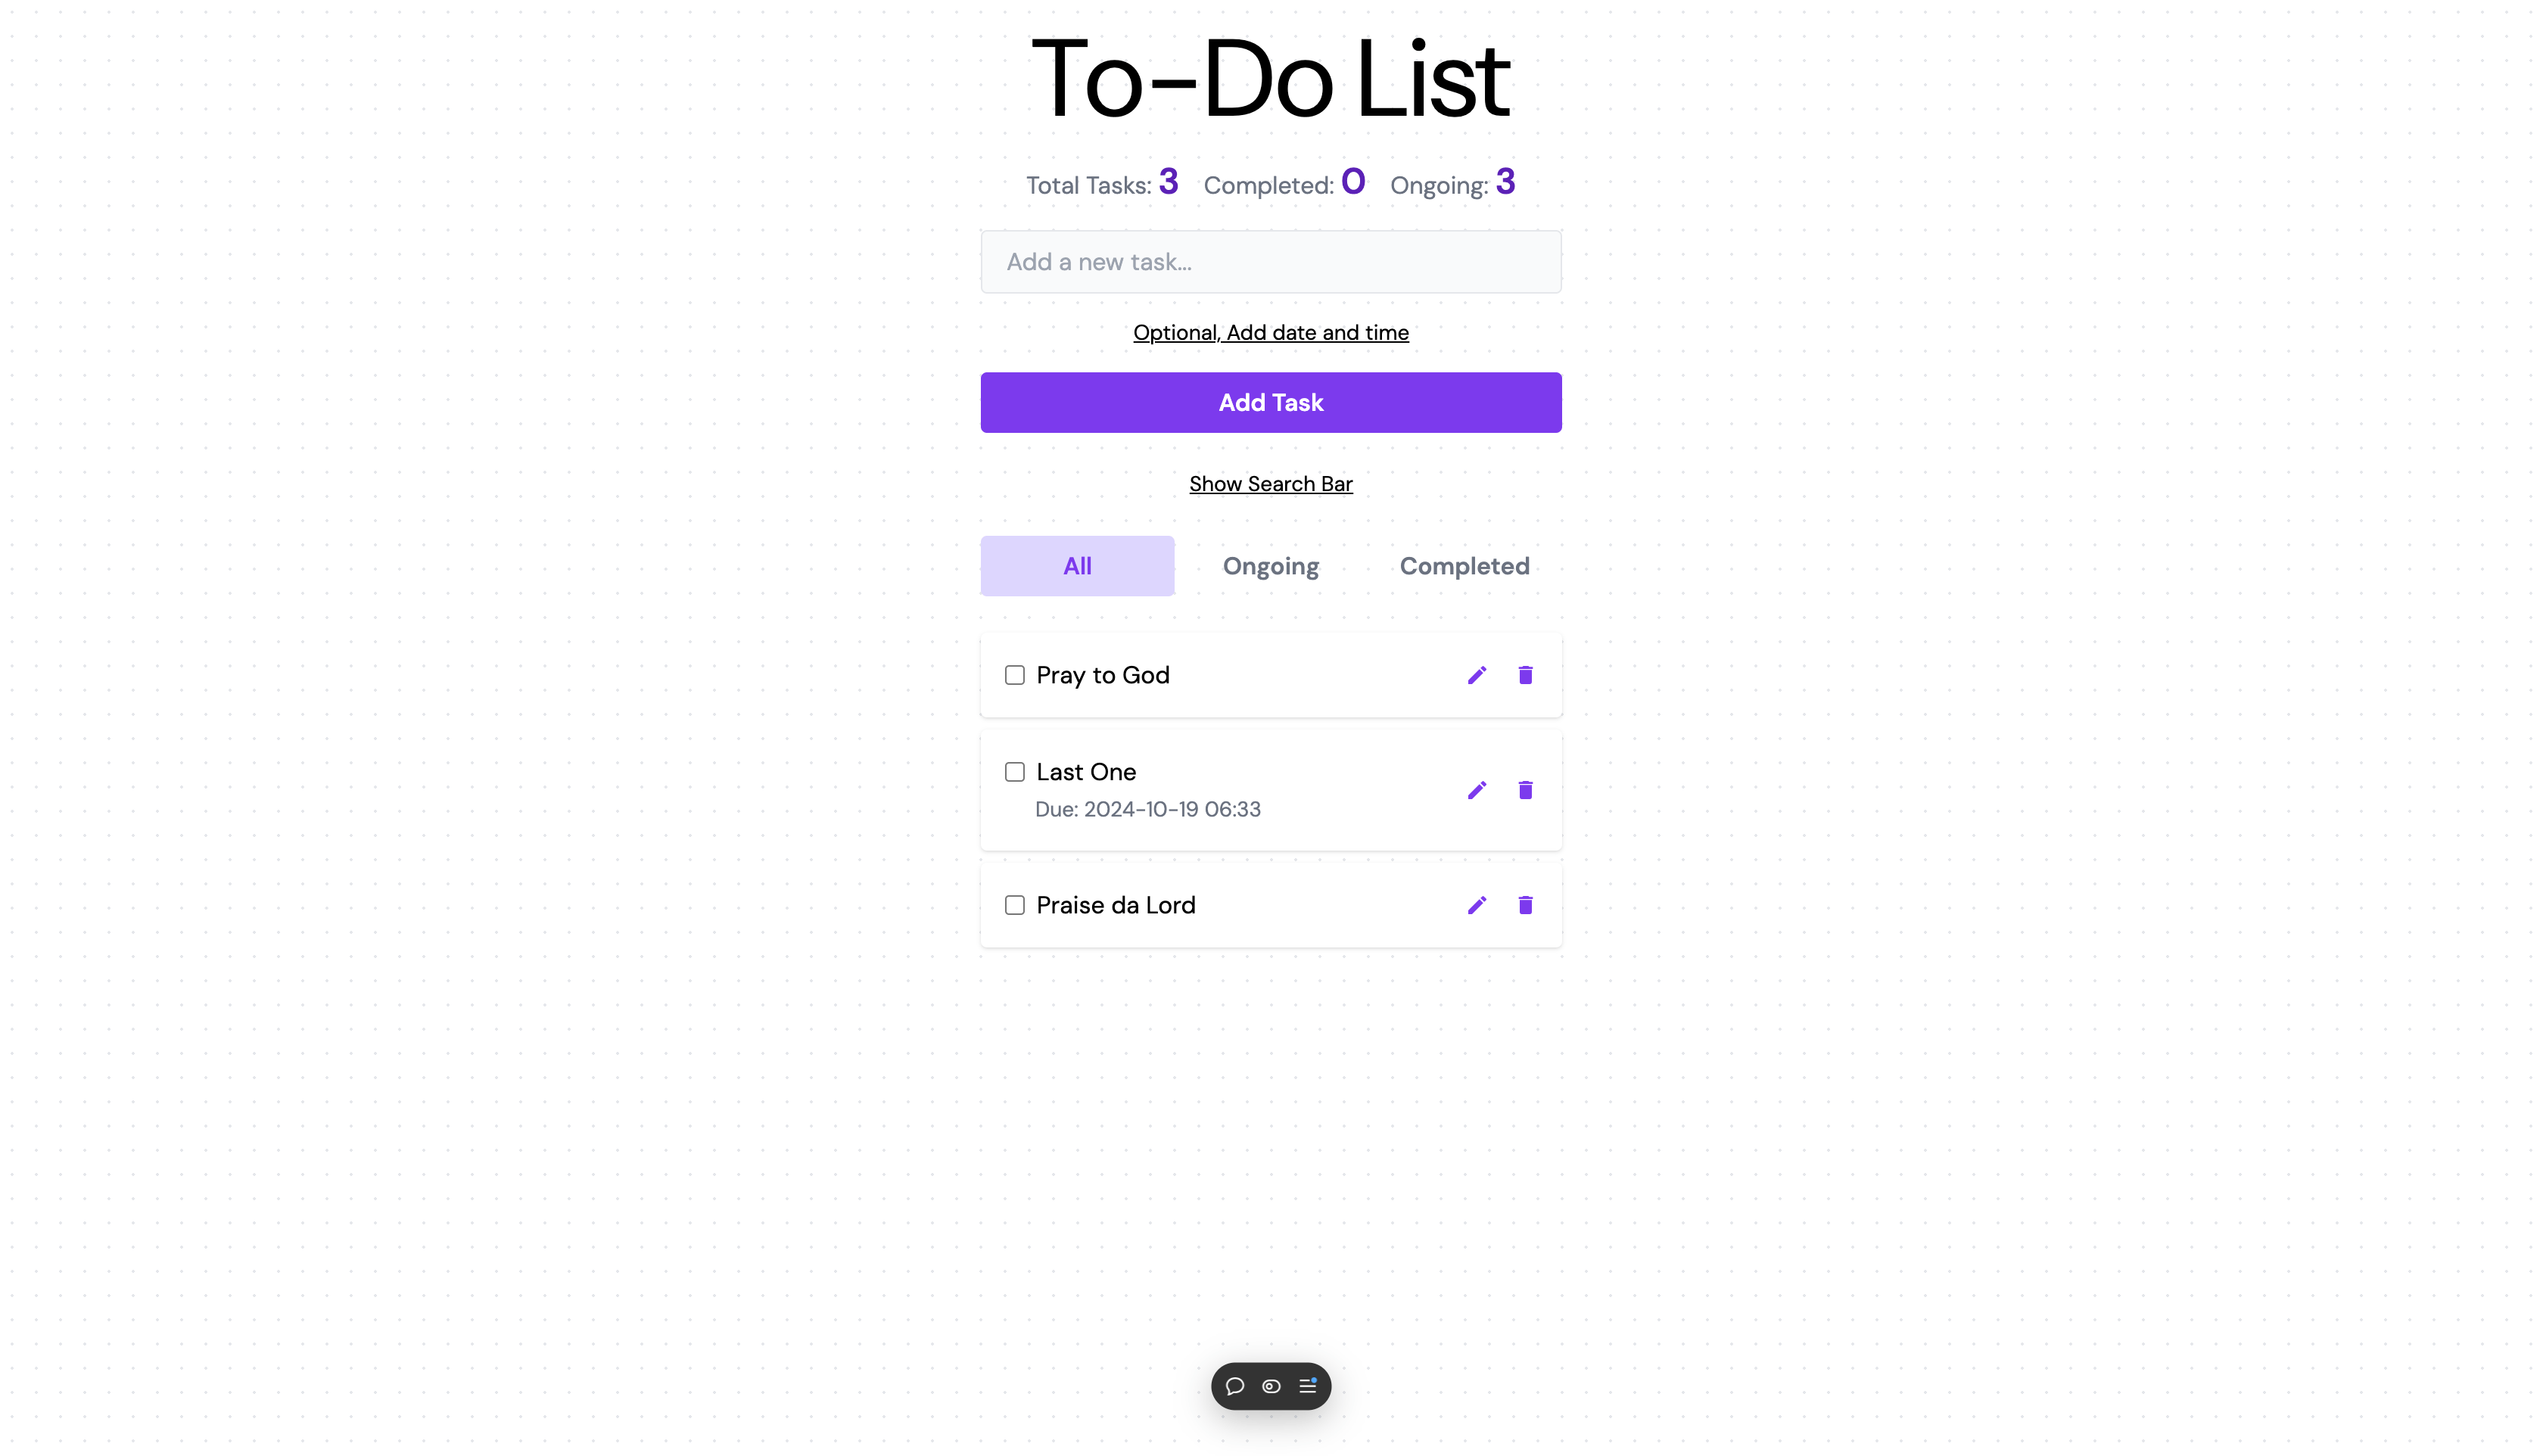 To-Do List
Total Tasks: 3 Completed: 0 Ongoing: 3
Add a new task...
Optional, Add date and time
Add Task
Show Search Bar
All Ongoing Completed
Pray to God
Last One
Due: 2024-10-19 06:33
Praise da Lord